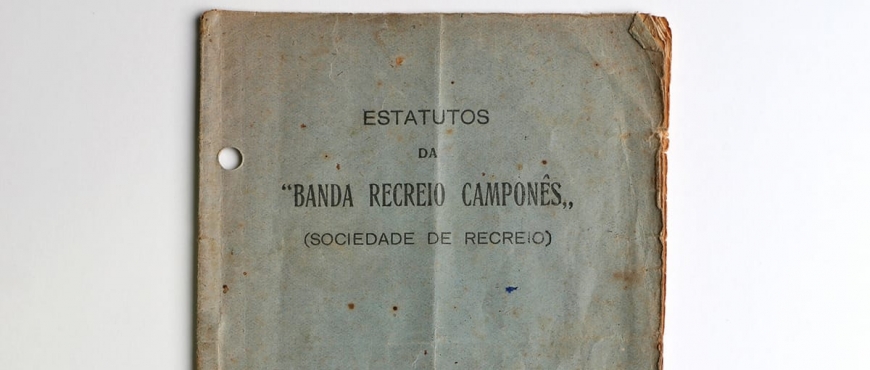 ESTATUTOS
DA
“BANDA RECREIO CAMPONÊS„
(SOCIEDADE DE RECREIO)